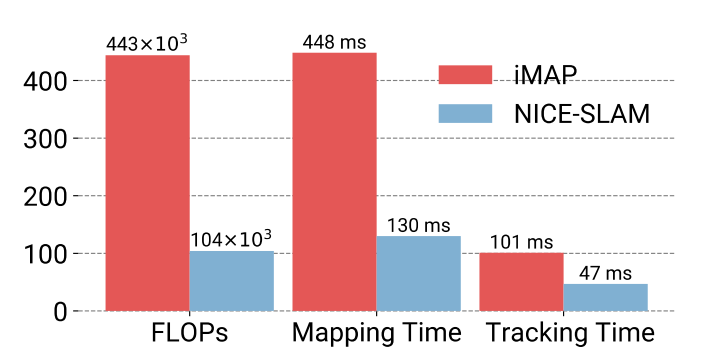 443×10³
448 ms
400
iMAP
NICE-SLAM
300
200
104×10³
130 ms
101 ms
100
47 ms
0
FLOPs
Mapping Time
Tracking Time